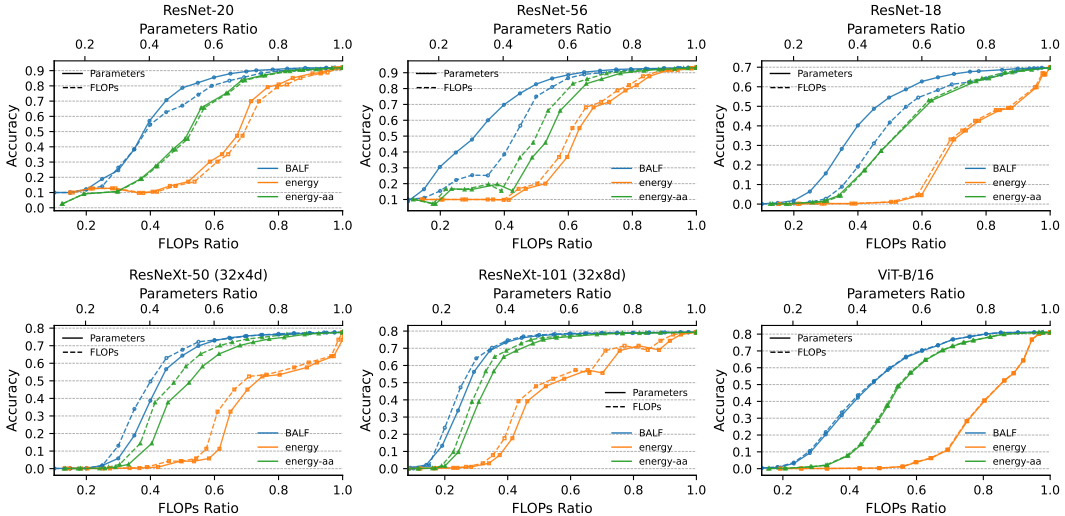 ResNet-20
Parameters Ratio
0.2 0.4 0.6 0.8 1.0
0.9
0.8
0.7
0.6
0.5
0.4
0.3
0.2
0.1
0.0
Accuracy
Parameters
FLOPs
BALF
energy
energy-aa
0.2 0.4 0.6 0.8 1.0
FLOPs Ratio
ResNet-56
Parameters Ratio
0.2 0.4 0.6 0.8 1.0
0.9
0.8
0.7
0.6
0.5
0.4
0.3
0.2
0.1
Accuracy
Parameters
FLOPs
BALF
energy
energy-aa
0.2 0.4 0.6 0.8 1.0
FLOPs Ratio
ResNet-18
Parameters Ratio
0.2 0.4 0.6 0.8 1.0
0.7
0.6
0.5
0.4
0.3
0.2
0.1
0.0
Accuracy
Parameters
FLOPs
BALF
energy
energy-aa
0.2 0.4 0.6 0.8 1.0
FLOPs Ratio
ResNeXt-50 (32x4d)
Parameters Ratio
0.2 0.4 0.6 0.8 1.0
0.8
0.7
0.6
0.5
0.4
0.3
0.2
0.1
0.0
Accuracy
Parameters
FLOPs
BALF
energy
energy-aa
0.2 0.4 0.6 0.8 1.0
FLOPs Ratio
ResNeXt-101 (32x8d)
Parameters Ratio
0.2 0.4 0.6 0.8 1.0
0.8
0.7
0.6
0.5
0.4
0.3
0.2
0.1
0.0
Accuracy
Parameters
FLOPs
BALF
energy
energy-aa
0.2 0.4 0.6 0.8 1.0
FLOPs Ratio
ViT-B/16
Parameters Ratio
0.2 0.4 0.6 0.8 1.0
0.8
0.7
0.6
0.5
0.4
0.3
0.2
0.1
0.0
Accuracy
Parameters
FLOPs
BALF
energy
energy-aa
0.2 0.4 0.6 0.8 1.0
FLOPs Ratio